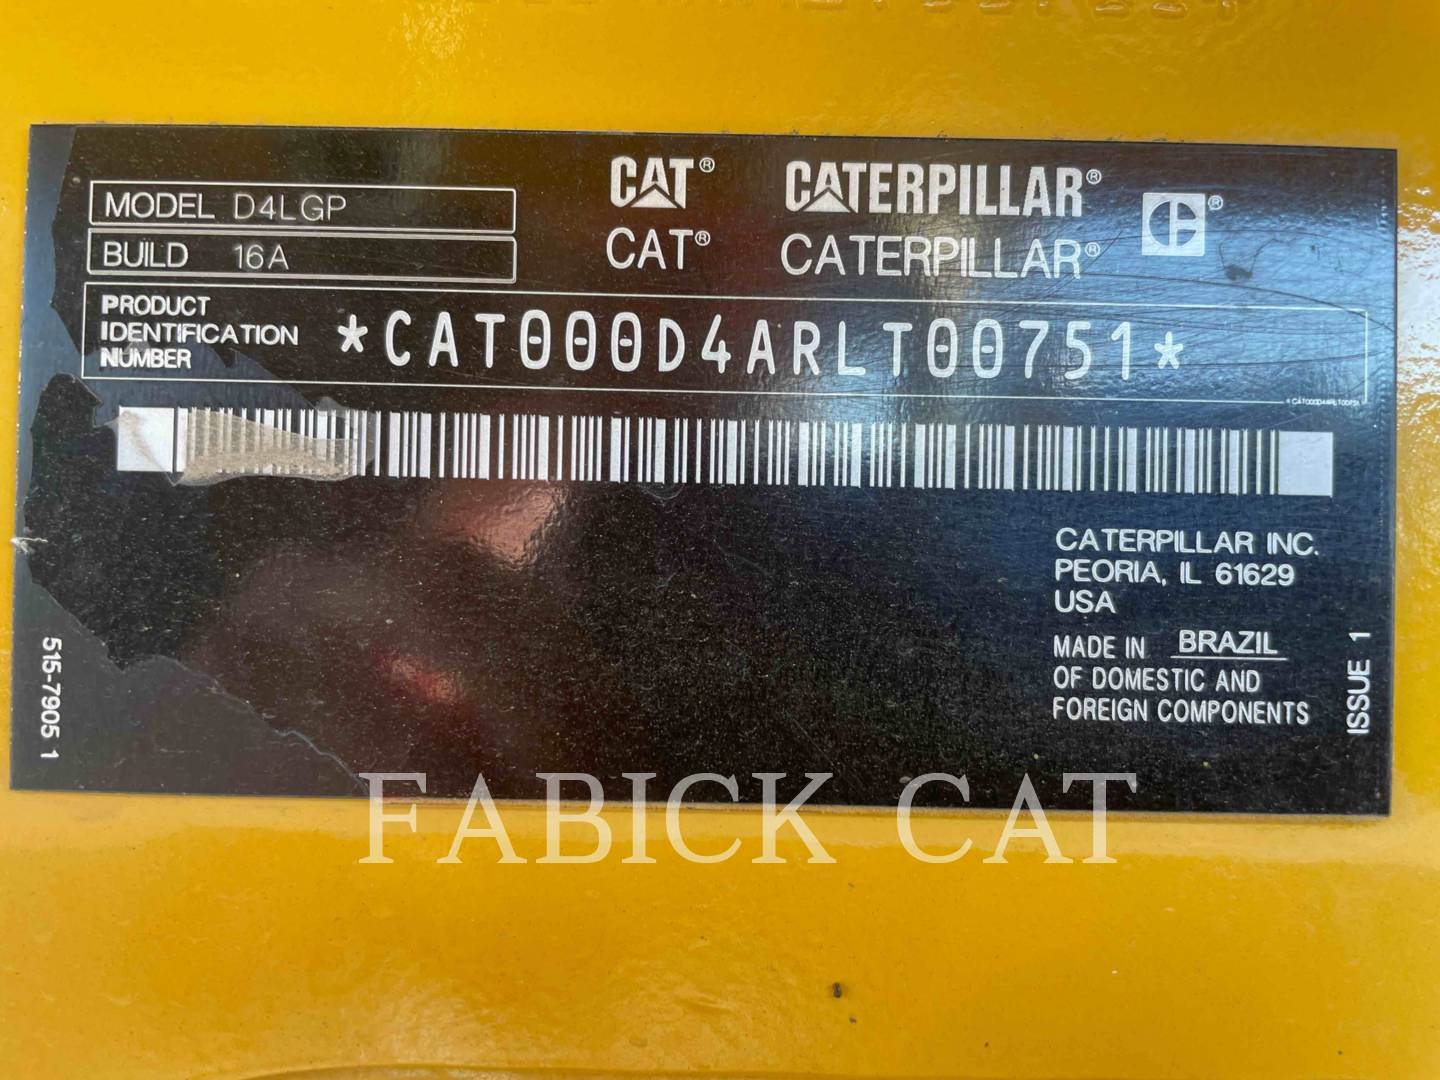 MODEL D4LGP
BUILD 16A
CAT® CATERPILLAR® ®
CAT® CATERPILLAR®
PRODUCT
IDENTIFICATION
NUMBER
*CAT000D4ARLT00751*
*CAT000D4ARLT00751
CATERPILLAR INC.
PEORIA, IL 61629
USA
MADE IN BRAZIL
OF DOMESTIC AND
FOREIGN COMPONENTS
515-7905 1
ISSUE 1
FABICK CAT